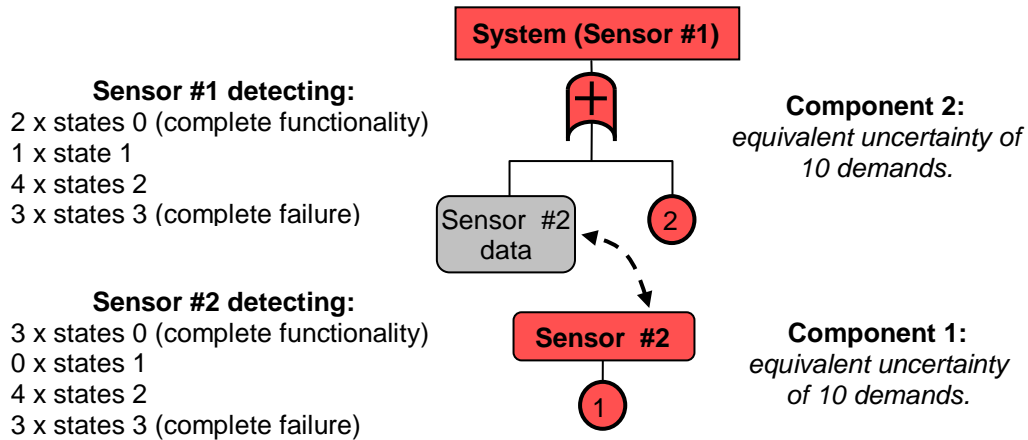 System (Sensor #1)
+
Sensor #1 detecting:
2 x states 0 (complete functionality)
1 x state 1
4 x states 2
3 x states 3 (complete failure)
Component 2:
equivalent uncertainty of
10 demands.
Sensor #2
data
2
Sensor #2 detecting:
3 x states 0 (complete functionality)
0 x states 1
4 x states 2
3 x states 3 (complete failure)
Sensor #2
1
Component 1:
equivalent uncertainty
of 10 demands.